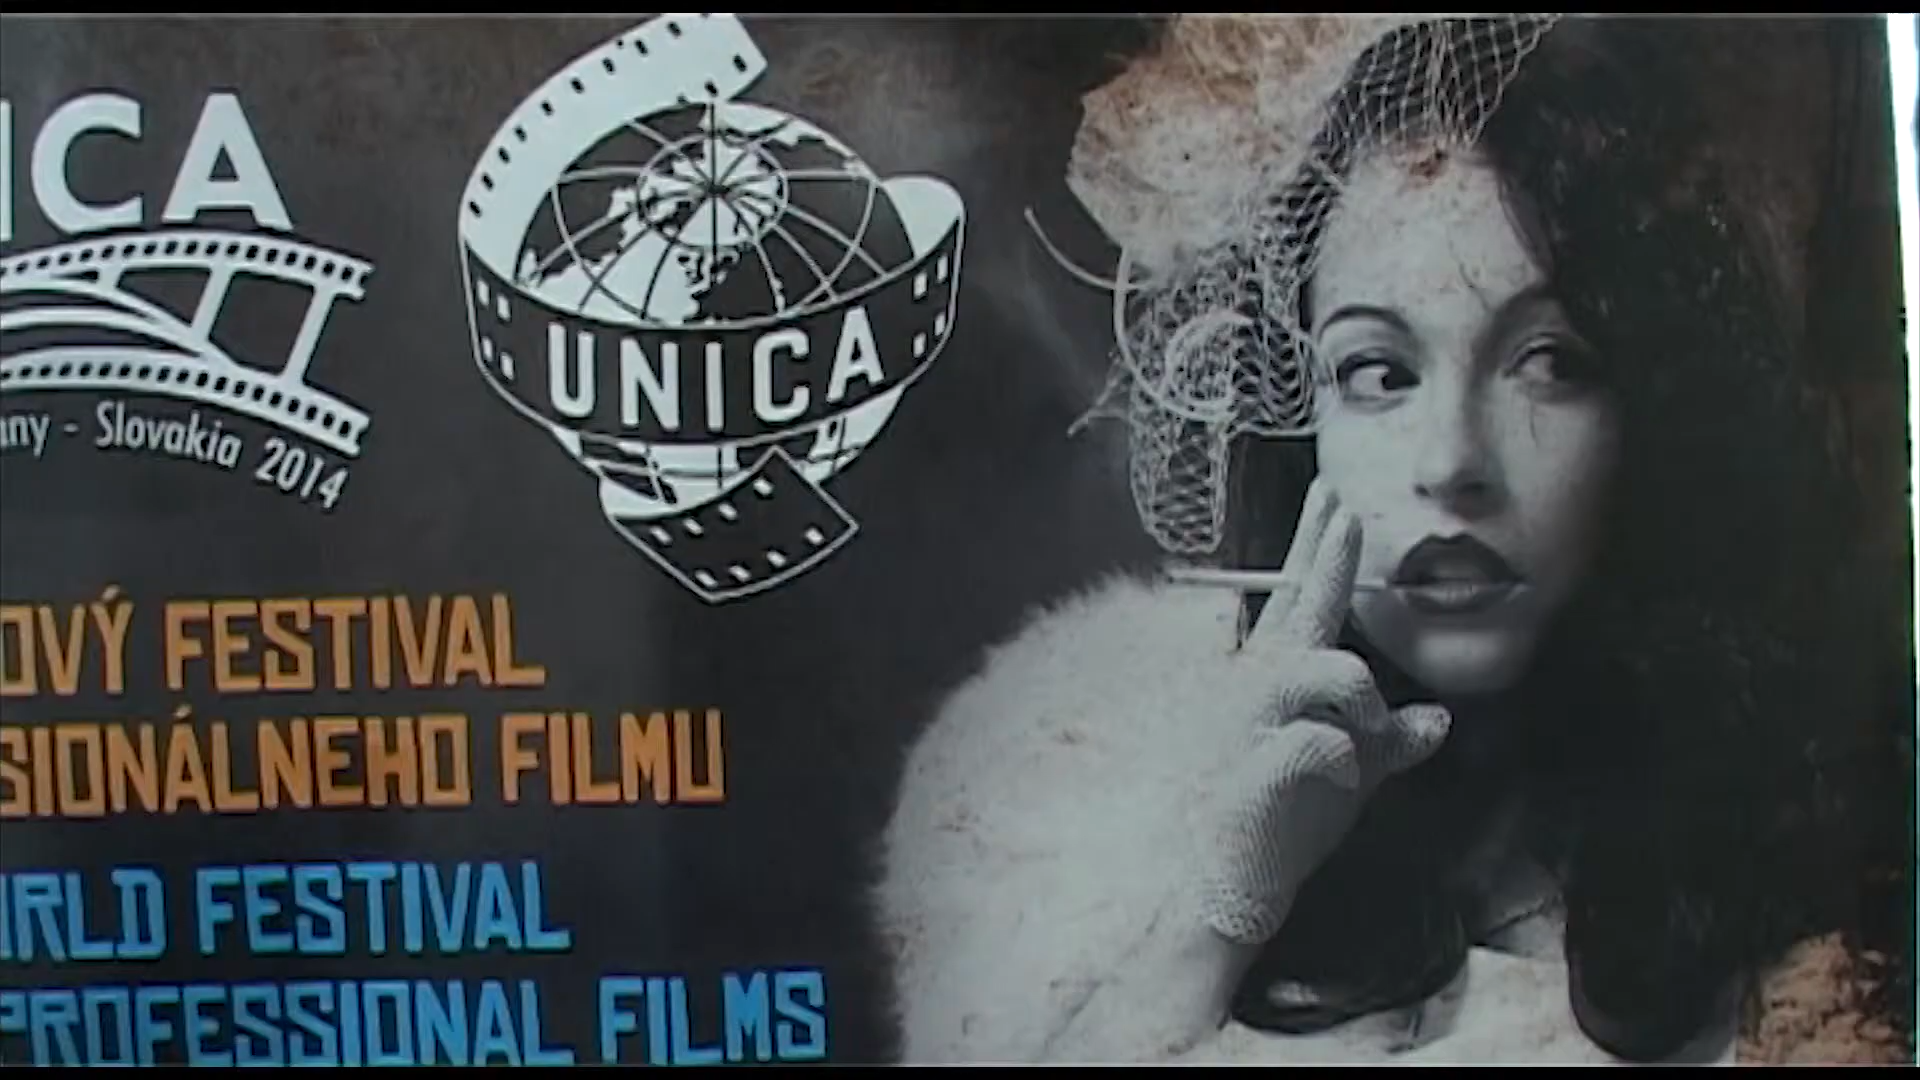 ICA
any - Slovakia 2014
UNICA
OVÝ FESTIVAL
SIONÁLNEHO FILMU
RLD FESTIVAL
PROFESSIONAL FILMS